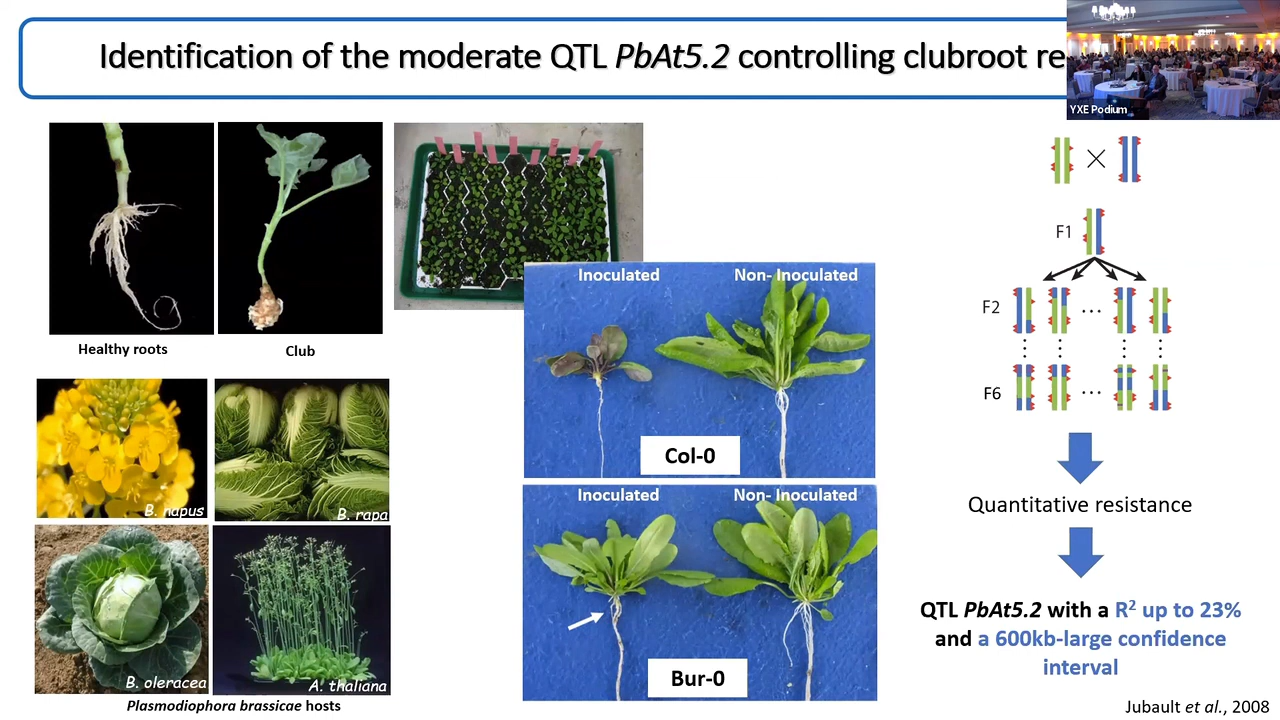 Identification of the moderate QTL PbAt5.2 controlling clubroot re
YXE Podium
Healthy roots
Club
Inoculated
Non- Inoculated
Col-0
Inoculated
Non- Inoculated
Bur-0
B. napus
B. rapa
B. oleracea
A. thaliana
Plasmodiophora brassicae hosts
×
F1
F2
...
F6
...
Quantitative resistance
QTL PbAt5.2 with a R² up to 23%
and a 600kb-large confidence
interval
Jubault et al., 2008